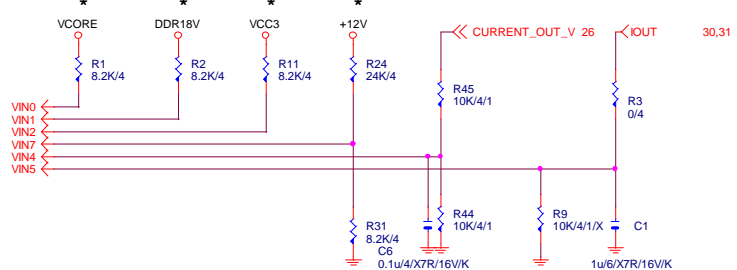 * * * *
VCORE DDR18V VCC3 +12V
CURRENT_OUT_V 26 IOUT 30,31
R1 R2 R11 R24
8.2K/4 8.2K/4 8.2K/4 24K/4
R45
10K/4/1
R3
0/4
VIN0
VIN1
VIN2
VIN7
VIN4
VIN5
R31
8.2K/4
R44
10K/4/1
R9
10K/4/1/X
C1
C6
0.1u/4/X7R/16V/K
1u/6/X7R/16V/K